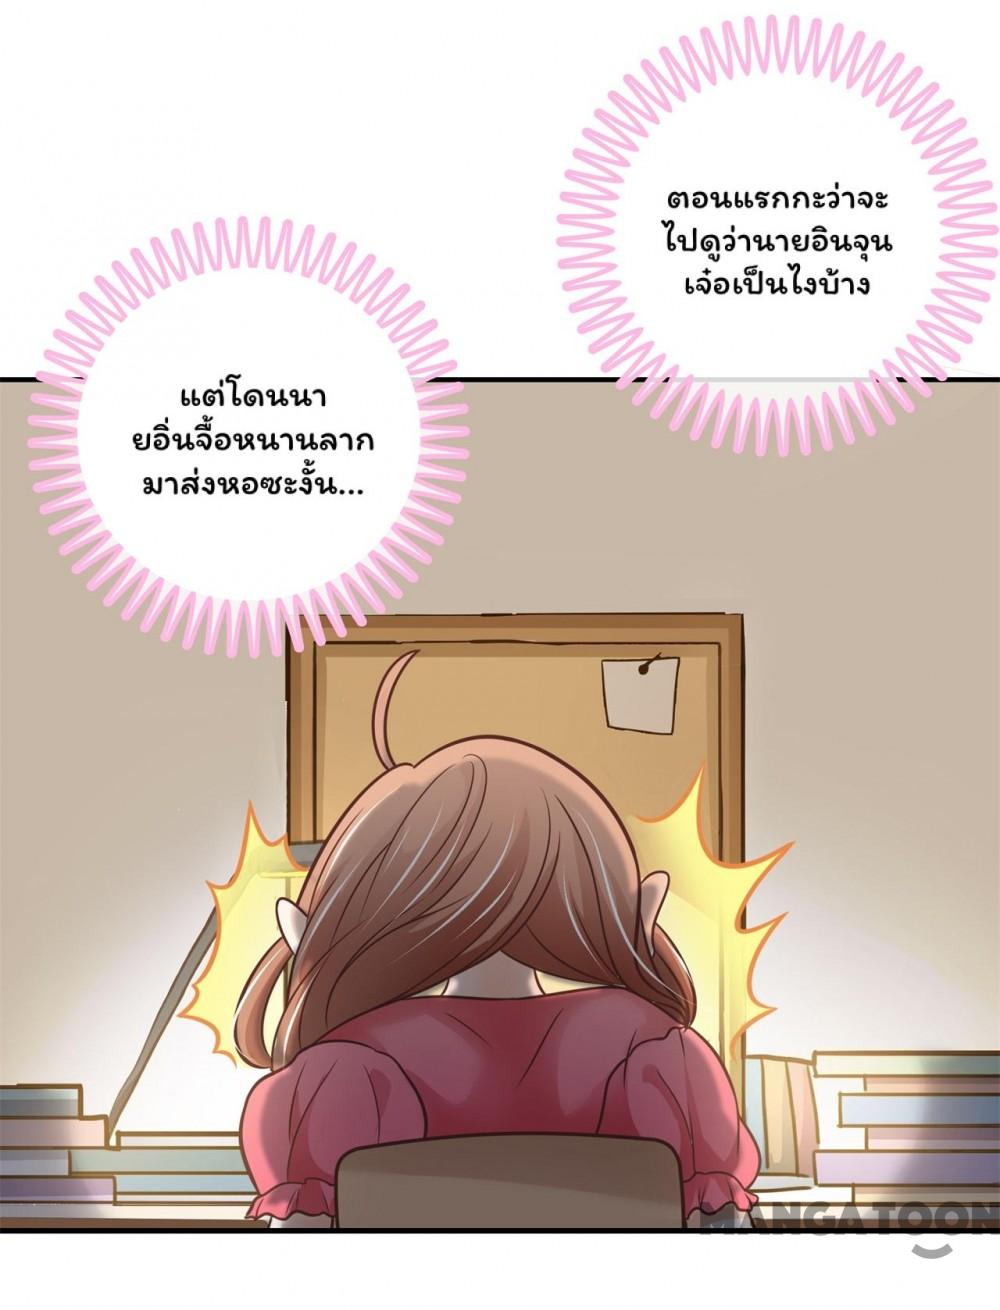 ตอนแรกกะว่าจะ
ไปดูว่านายอินจุน
เจ๋อเป็นไงบ้าง
แต่โดนนา
ยอิ่นจื้อหนานลาก
มาส่งหอซะงั้น...
MANGATOON